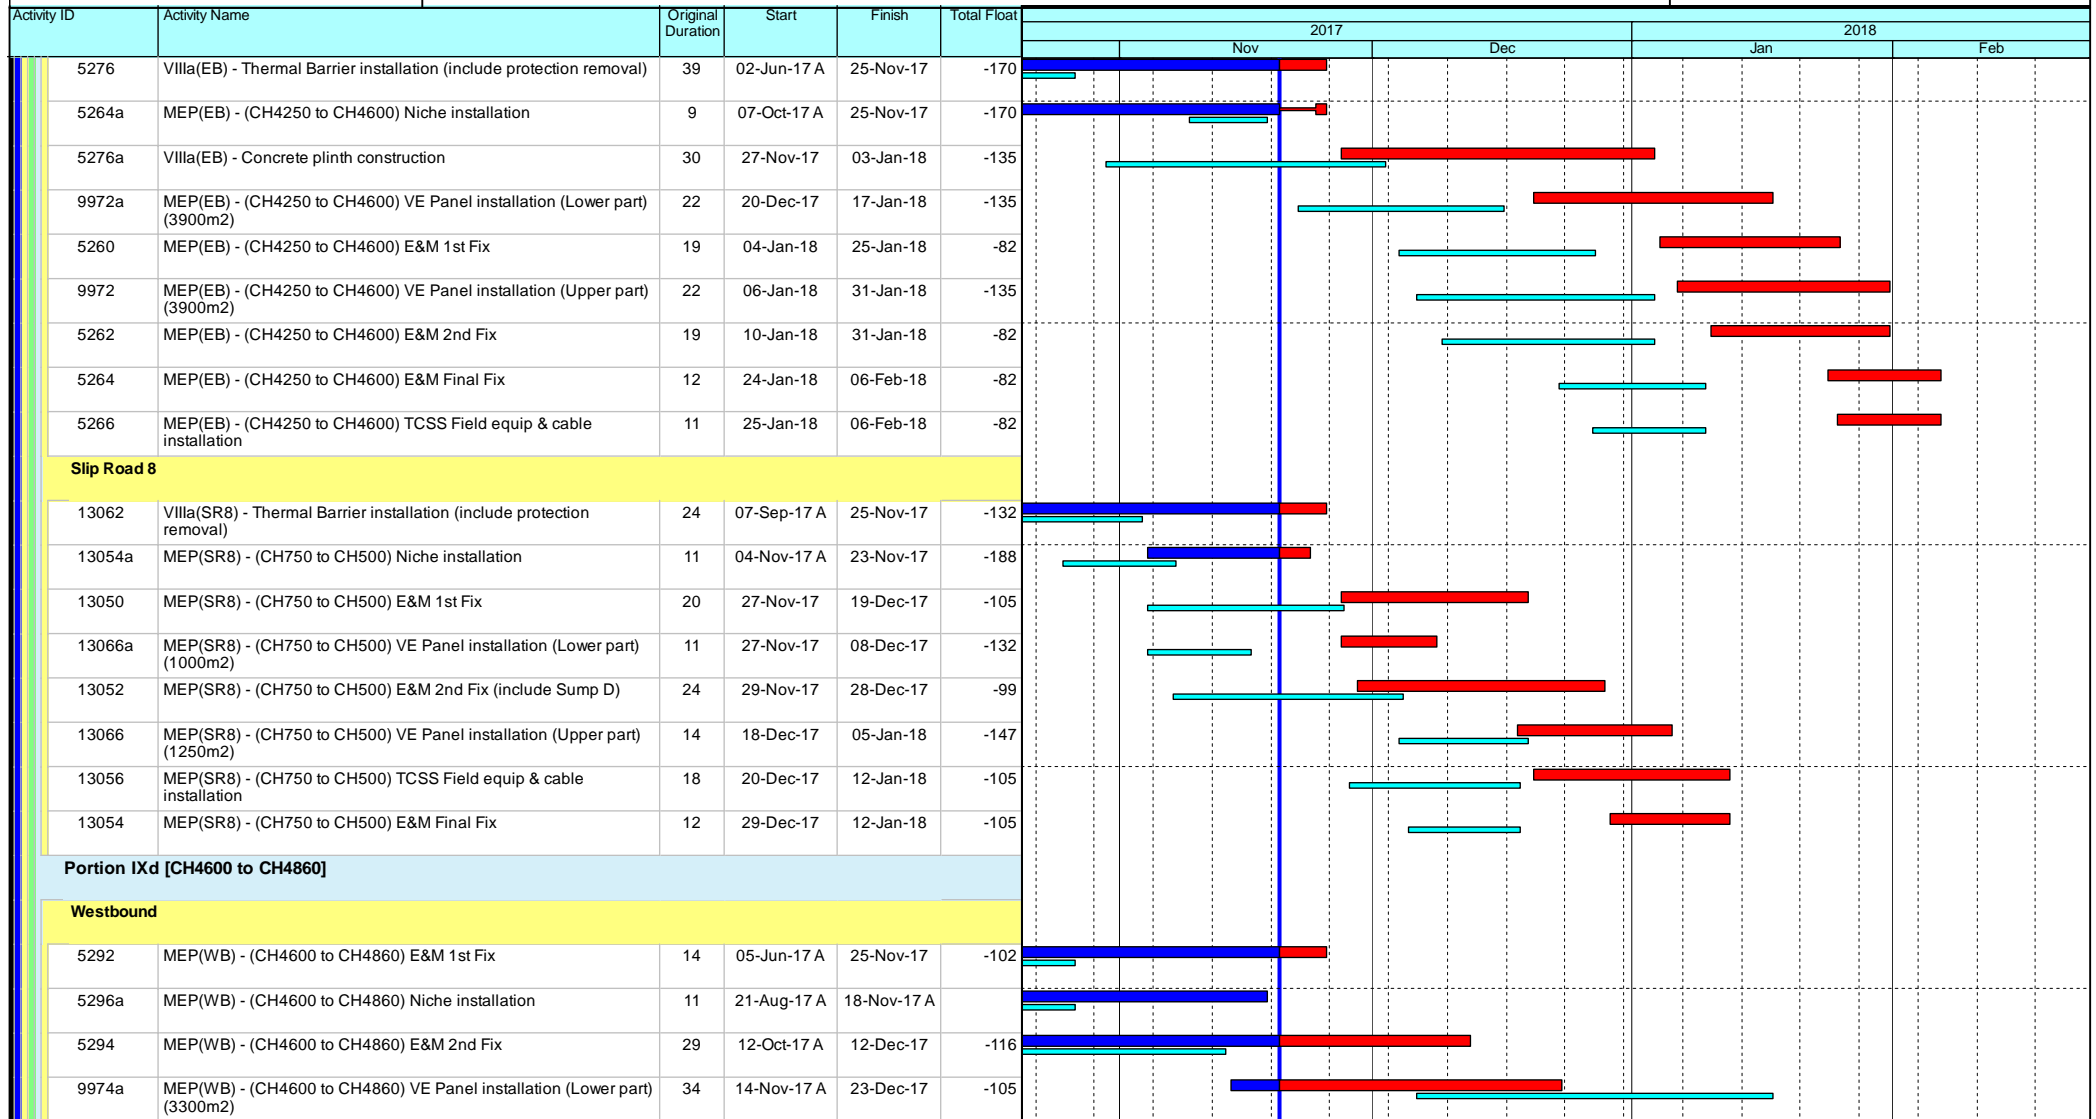 Activity ID Activity Name Original Start Finish Total Float
Duration
2017 2018
Nov Dec Jan Feb
5276 VIIIa(EB) - Thermal Barrier installation (include protection removal) 39 02-Jun-17 A 25-Nov-17 -170
5264a MEP(EB) - (CH4250 to CH4600) Niche installation 9 07-Oct-17 A 25-Nov-17 -170
5276a VIIIa(EB) - Concrete plinth construction 30 27-Nov-17 03-Jan-18 -135
9972a MEP(EB) - (CH4250 to CH4600) VE Panel installation (Lower part) 22 20-Dec-17 17-Jan-18 -135
(3900m2)
5260 MEP(EB) - (CH4250 to CH4600) E&M 1st Fix 19 04-Jan-18 25-Jan-18 -82
9972 MEP(EB) - (CH4250 to CH4600) VE Panel installation (Upper part) 22 06-Jan-18 31-Jan-18 -135
(3900m2)
5262 MEP(EB) - (CH4250 to CH4600) E&M 2nd Fix 19 10-Jan-18 31-Jan-18 -82
5264 MEP(EB) - (CH4250 to CH4600) E&M Final Fix 12 24-Jan-18 06-Feb-18 -82
5266 MEP(EB) - (CH4250 to CH4600) TCSS Field equip & cable 11 25-Jan-18 06-Feb-18 -82
installation
Slip Road 8
13062 VIIIa(SR8) - Thermal Barrier installation (include protection 24 07-Sep-17 A 25-Nov-17 -132
removal)
13054a MEP(SR8) - (CH750 to CH500) Niche installation 11 04-Nov-17 A 23-Nov-17 -188
13050 MEP(SR8) - (CH750 to CH500) E&M 1st Fix 20 27-Nov-17 19-Dec-17 -105
13066a MEP(SR8) - (CH750 to CH500) VE Panel installation (Lower part) 11 27-Nov-17 08-Dec-17 -132
(1000m2)
13052 MEP(SR8) - (CH750 to CH500) E&M 2nd Fix (include Sump D) 24 29-Nov-17 28-Dec-17 -99
13066 MEP(SR8) - (CH750 to CH500) VE Panel installation (Upper part) 14 18-Dec-17 05-Jan-18 -147
(1250m2)
13056 MEP(SR8) - (CH750 to CH500) TCSS Field equip & cable 18 20-Dec-17 12-Jan-18 -105
installation
13054 MEP(SR8) - (CH750 to CH500) E&M Final Fix 12 29-Dec-17 12-Jan-18 -105
Portion IXd [CH4600 to CH4860]
Westbound
5292 MEP(WB) - (CH4600 to CH4860) E&M 1st Fix 14 05-Jun-17 A 25-Nov-17 -102
5296a MEP(WB) - (CH4600 to CH4860) Niche installation 11 21-Aug-17 A 18-Nov-17 A
5294 MEP(WB) - (CH4600 to CH4860) E&M 2nd Fix 29 12-Oct-17 A 12-Dec-17 -116
9974a MEP(WB) - (CH4600 to CH4860) VE Panel installation (Lower part) 34 14-Nov-17 A 23-Dec-17 -105
(3300m2)